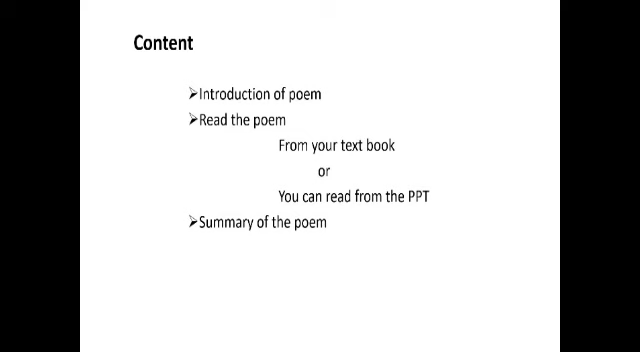 Content
➢Introduction of poem
➢Read the poem
From your text book
or
You can read from the PPT
➢Summary of the poem